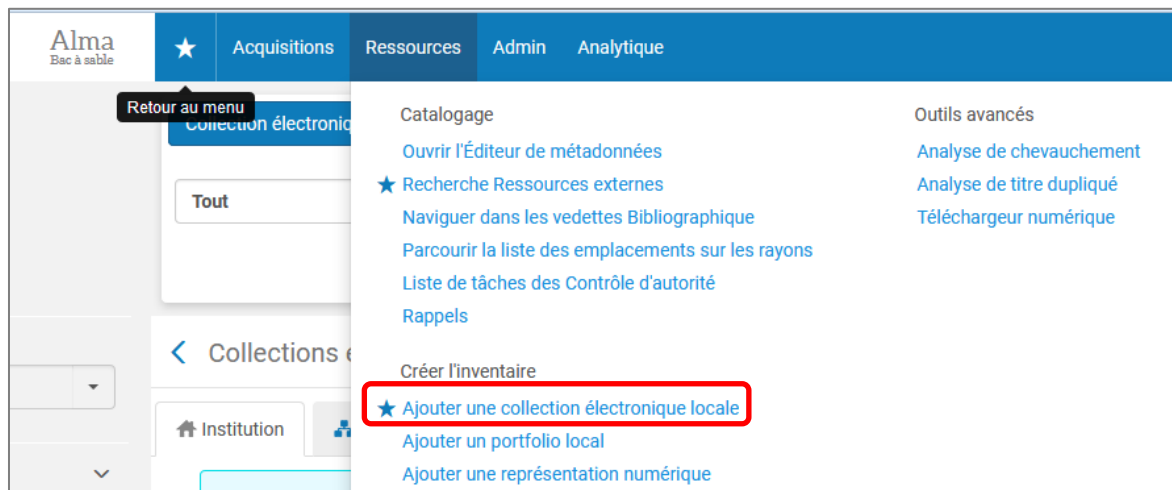 Alma
Bac à sable
Acquisitions
Ressources
Admin
Analytique
Retour au menu
Collection électroniq
Tout
Collections
Institution
Catalogage
Ouvrir l'Éditeur de métadonnées
Recherche Ressources externes
Naviguer dans les vedettes Bibliographique
Parcourir la liste des emplacements sur les rayons
Liste de tâches des Contrôle d'autorité
Rappels
Créer l'inventaire
Ajouter une collection électronique locale
Ajouter un portfolio local
Ajouter une représentation numérique
Outils avancés
Analyse de chevauchement
Analyse de titre dupliqué
Téléchargeur numérique